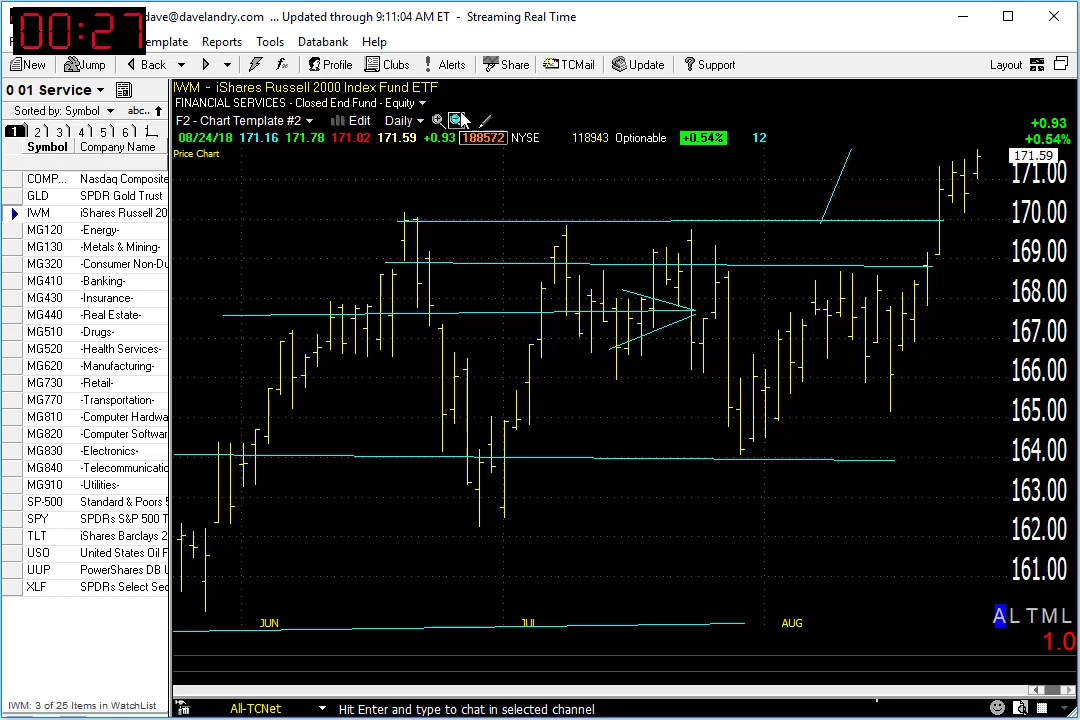 dave@davelandry.com ... Updated through 9:11:04 AM ET - Streaming Real Time
00:27
emplate Reports Tools Databank Help
New Jump Back Profile Clubs Alerts Share TCMail Update Support Layout
0 01 Service
Sorted by: Symbol abc..
1 2 3 4 5 6
Symbol Company Name
COMP... Nasdaq Composite
GLD SPDR Gold Trust
IWM iShares Russell 20
MG120 -Energy-
MG130 -Metals & Mining-
MG320 -Consumer Non-Du
MG410 -Banking-
MG430 -Insurance-
MG440 -Real Estate-
MG510 -Drugs-
MG520 -Health Services-
MG620 -Manufacturing-
MG730 -Retail-
MG770 -Transportation-
MG810 -Computer Hardwa
MG820 -Computer Softwar
MG830 -Electronics-
MG840 -Telecommunicatio
MG910 -Utilities-
SP-500 Standard & Poors 5
SPY SPDRs S&P 500 T
TLT iShares Barclays 2
USO United States Oil F
UUP PowerShares DB U
XLF SPDRs Select Sec
IWM: 3 of 25 Items in WatchList
IWM - iShares Russell 2000 Index Fund ETF
FINANCIAL SERVICES - Closed End Fund - Equity
F2 - Chart Template #2 Edit Daily
08/24/18 171.16 171.78 171.02 171.59 +0.93 188572 NYSE 118943 Optionable +0.54% 12
Price Chart
+0.93
+0.54%
171.59
171.00
170.00
169.00
168.00
167.00
166.00
165.00
164.00
163.00
162.00
161.00
JUN JUL AUG
A L T M L
1.0
All-TCNet Hit Enter and type to chat in selected channel